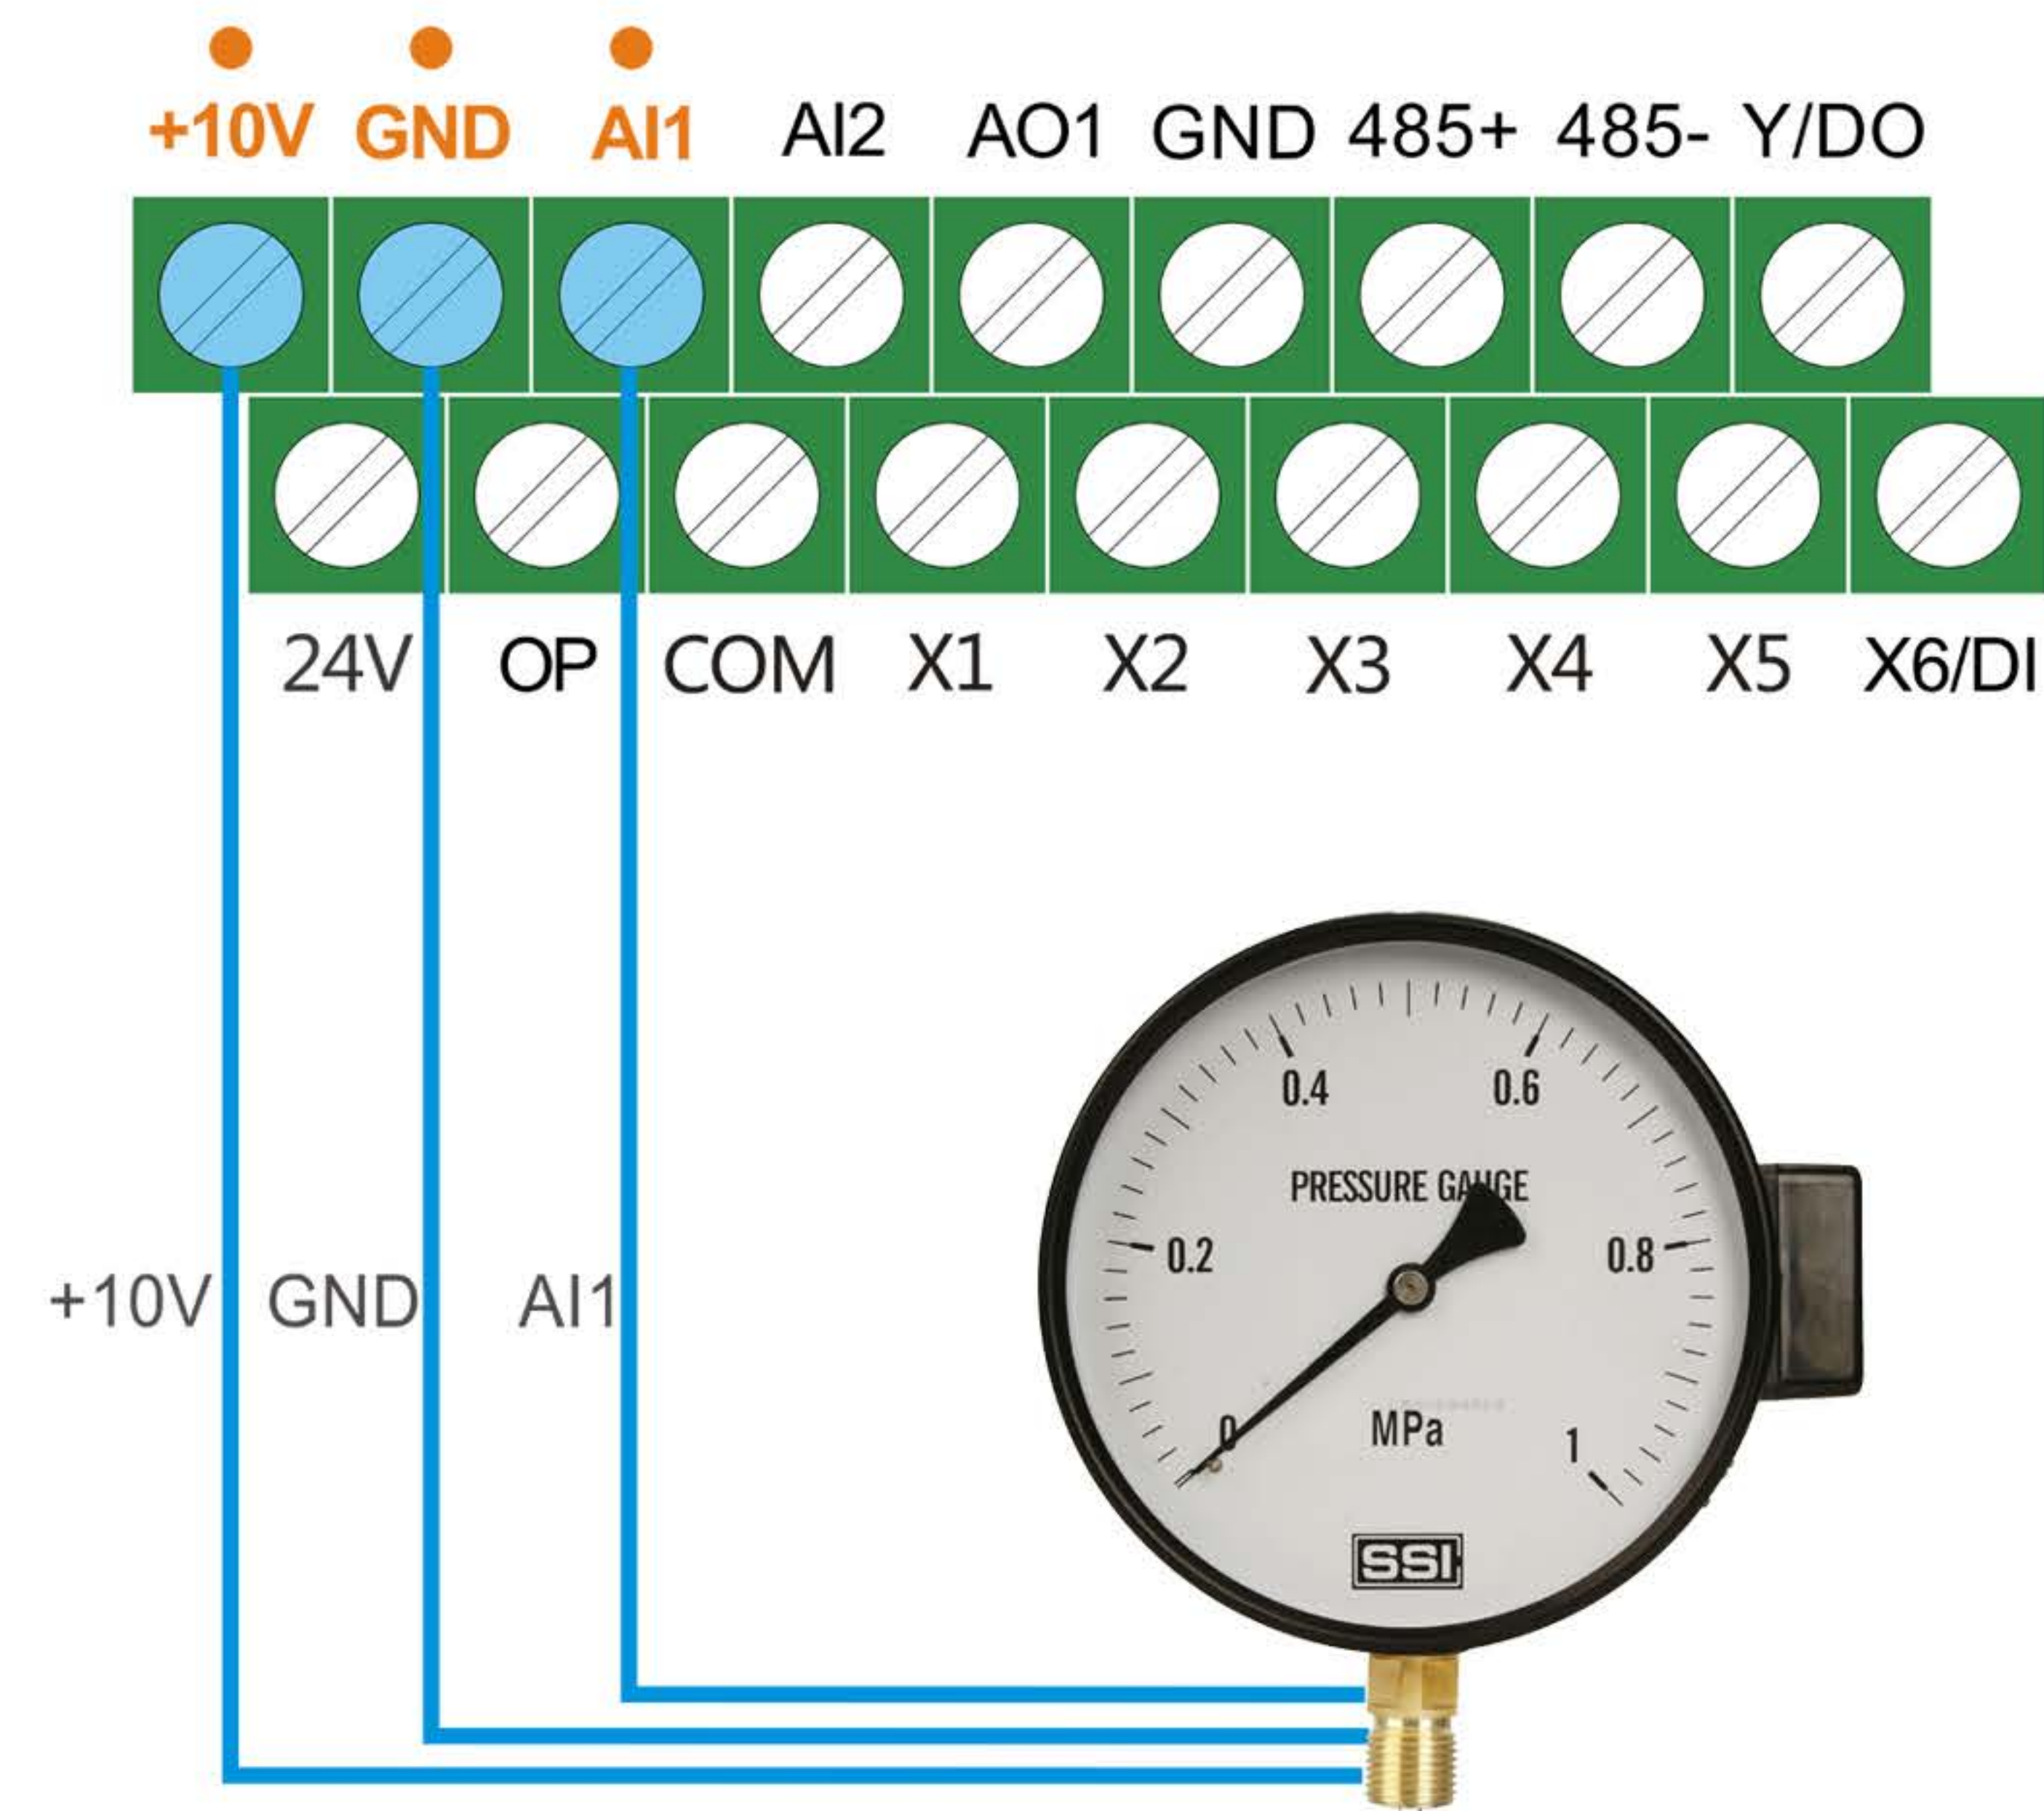 +10V GND AI1 AI2 AO1 GND 485+ 485- Y/DO
24V OP COM X1 X2 X3 X4 X5 X6/DI
+10V GND AI1
0.4 0.6
PRESSURE GAUGE
0.2 0.8
0 MPa 1
SSI